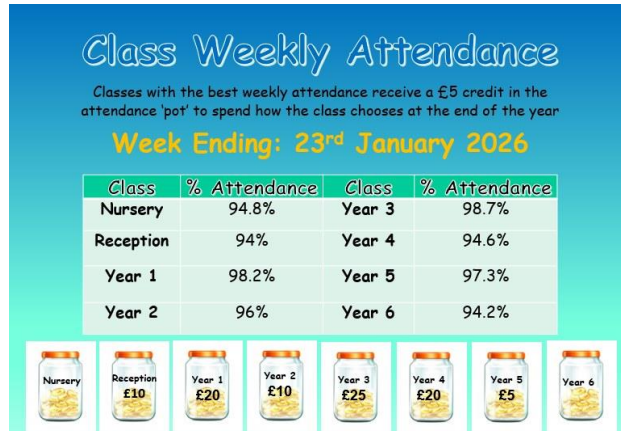 Class Weekly Attendance
Classes with the best weekly attendance receive a £5 credit in the
attendance 'pot' to spend how the class chooses at the end of the year
Week Ending: 23rd January 2026
Class % Attendance Class % Attendance
Nursery 94.8% Year 3 98.7%
Reception 94% Year 4 94.6%
Year 1 98.2% Year 5 97.3%
Year 2 96% Year 6 94.2%
Nursery
Reception
£10
Year 1
£20
Year 2
£10
Year 3
£25
Year 4
£20
Year 5
£5
Year 6